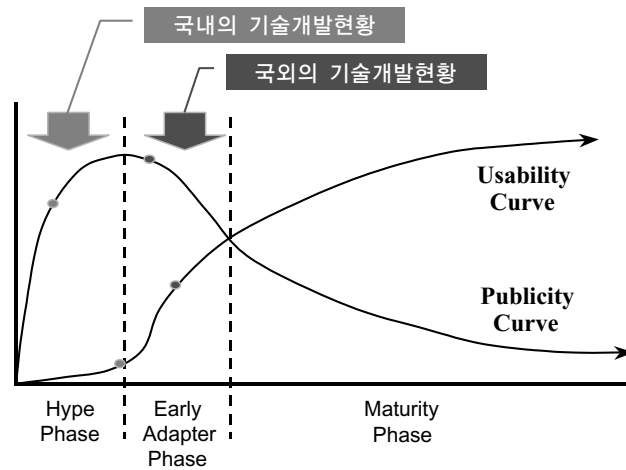 국내의 기술개발현황
국외의 기술개발현황
Usability
Curve
Publicity
Curve
Hype
Phase
Early
Adapter
Phase
Maturity
Phase